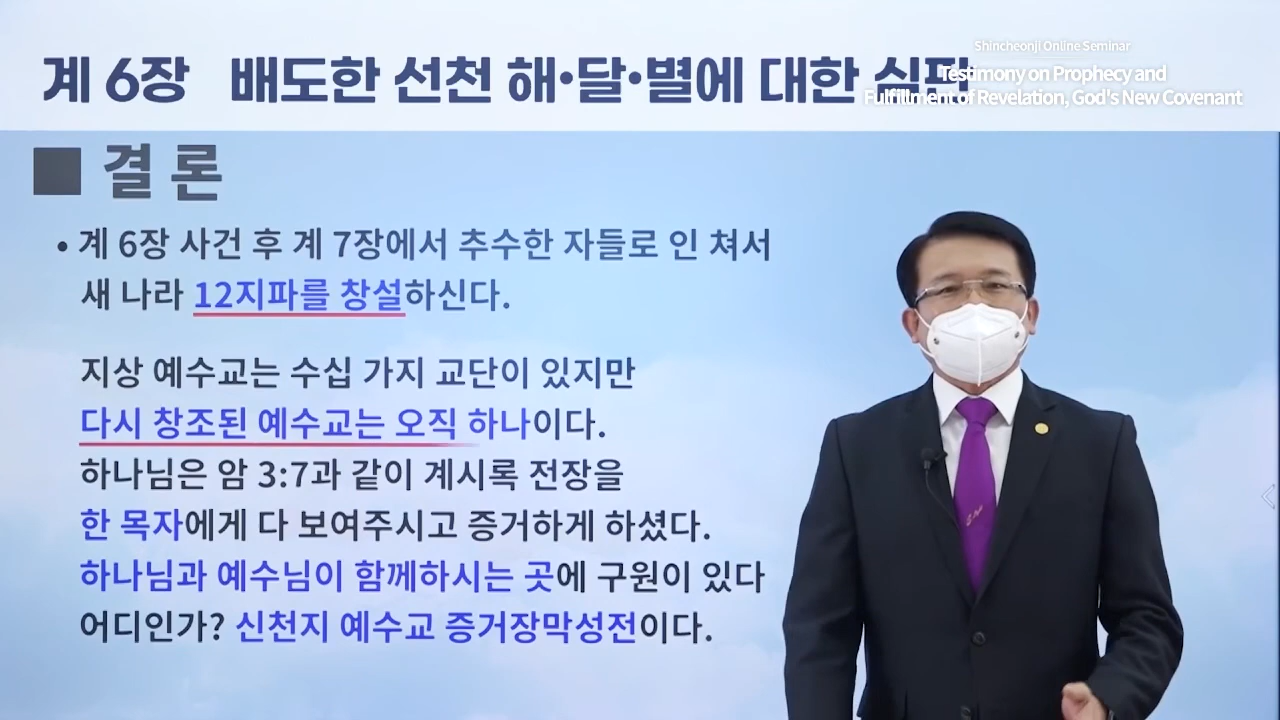 계 6장 배도한 선천 해·달·별에 대한 심판
Shincheonji Online Seminar
Testimony on Prophecy and
Fulfillment of Revelation, God's New Covenant
■ 결 론
• 계 6장 사건 후 계 7장에서 추수한 자들로 인 쳐서
새 나라 12지파를 창설하신다.
지상 예수교는 수십 가지 교단이 있지만
다시 창조된 예수교는 오직 하나이다.
하나님은 암 3:7과 같이 계시록 전장을
한 목자에게 다 보여주시고 증거하게 하셨다.
하나님과 예수님이 함께하시는 곳에 구원이 있다
어디인가? 신천지 예수교 증거장막성전이다.